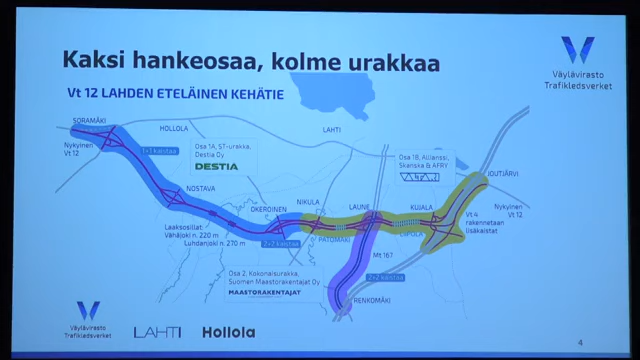 Kaksi hankeosaa, kolme urakkaa
Väylävirasto
Trafikledsverket
Vt 12 LAHDEN ETELÄINEN KEHÄTIE
SORAMÄKI
HOLLOLA
LAHTI
Nykyinen
Vt 12
1+1 kaistaa
Osa 1A, ST-urakka,
Destia Oy
DESTIA
Osa 1B, Allianssi,
Skanska & AFRY
JOUTJÄRVI
NOSTAVA
OKEROINEN
NIKULA
LAUNE
KUJALA
Nykyinen
Vt 12
Laaksosillat:
Vähäjoki n. 220 m
Luhdanjoki n. 270 m
2+2 kaistaa
PATOMÄKI
LIIPOLA
Vt 4
rakennetaan
lisäkaistat
Mt 167
2+2 kaistaa
Osa 2, Kokonaisurakka,
Suomen Maastorakentajat Oy
MAASTORAKENTAJAT
RENKOMÄKI
Väylävirasto
Trafikledsverket
LAHTI
Hollola
4